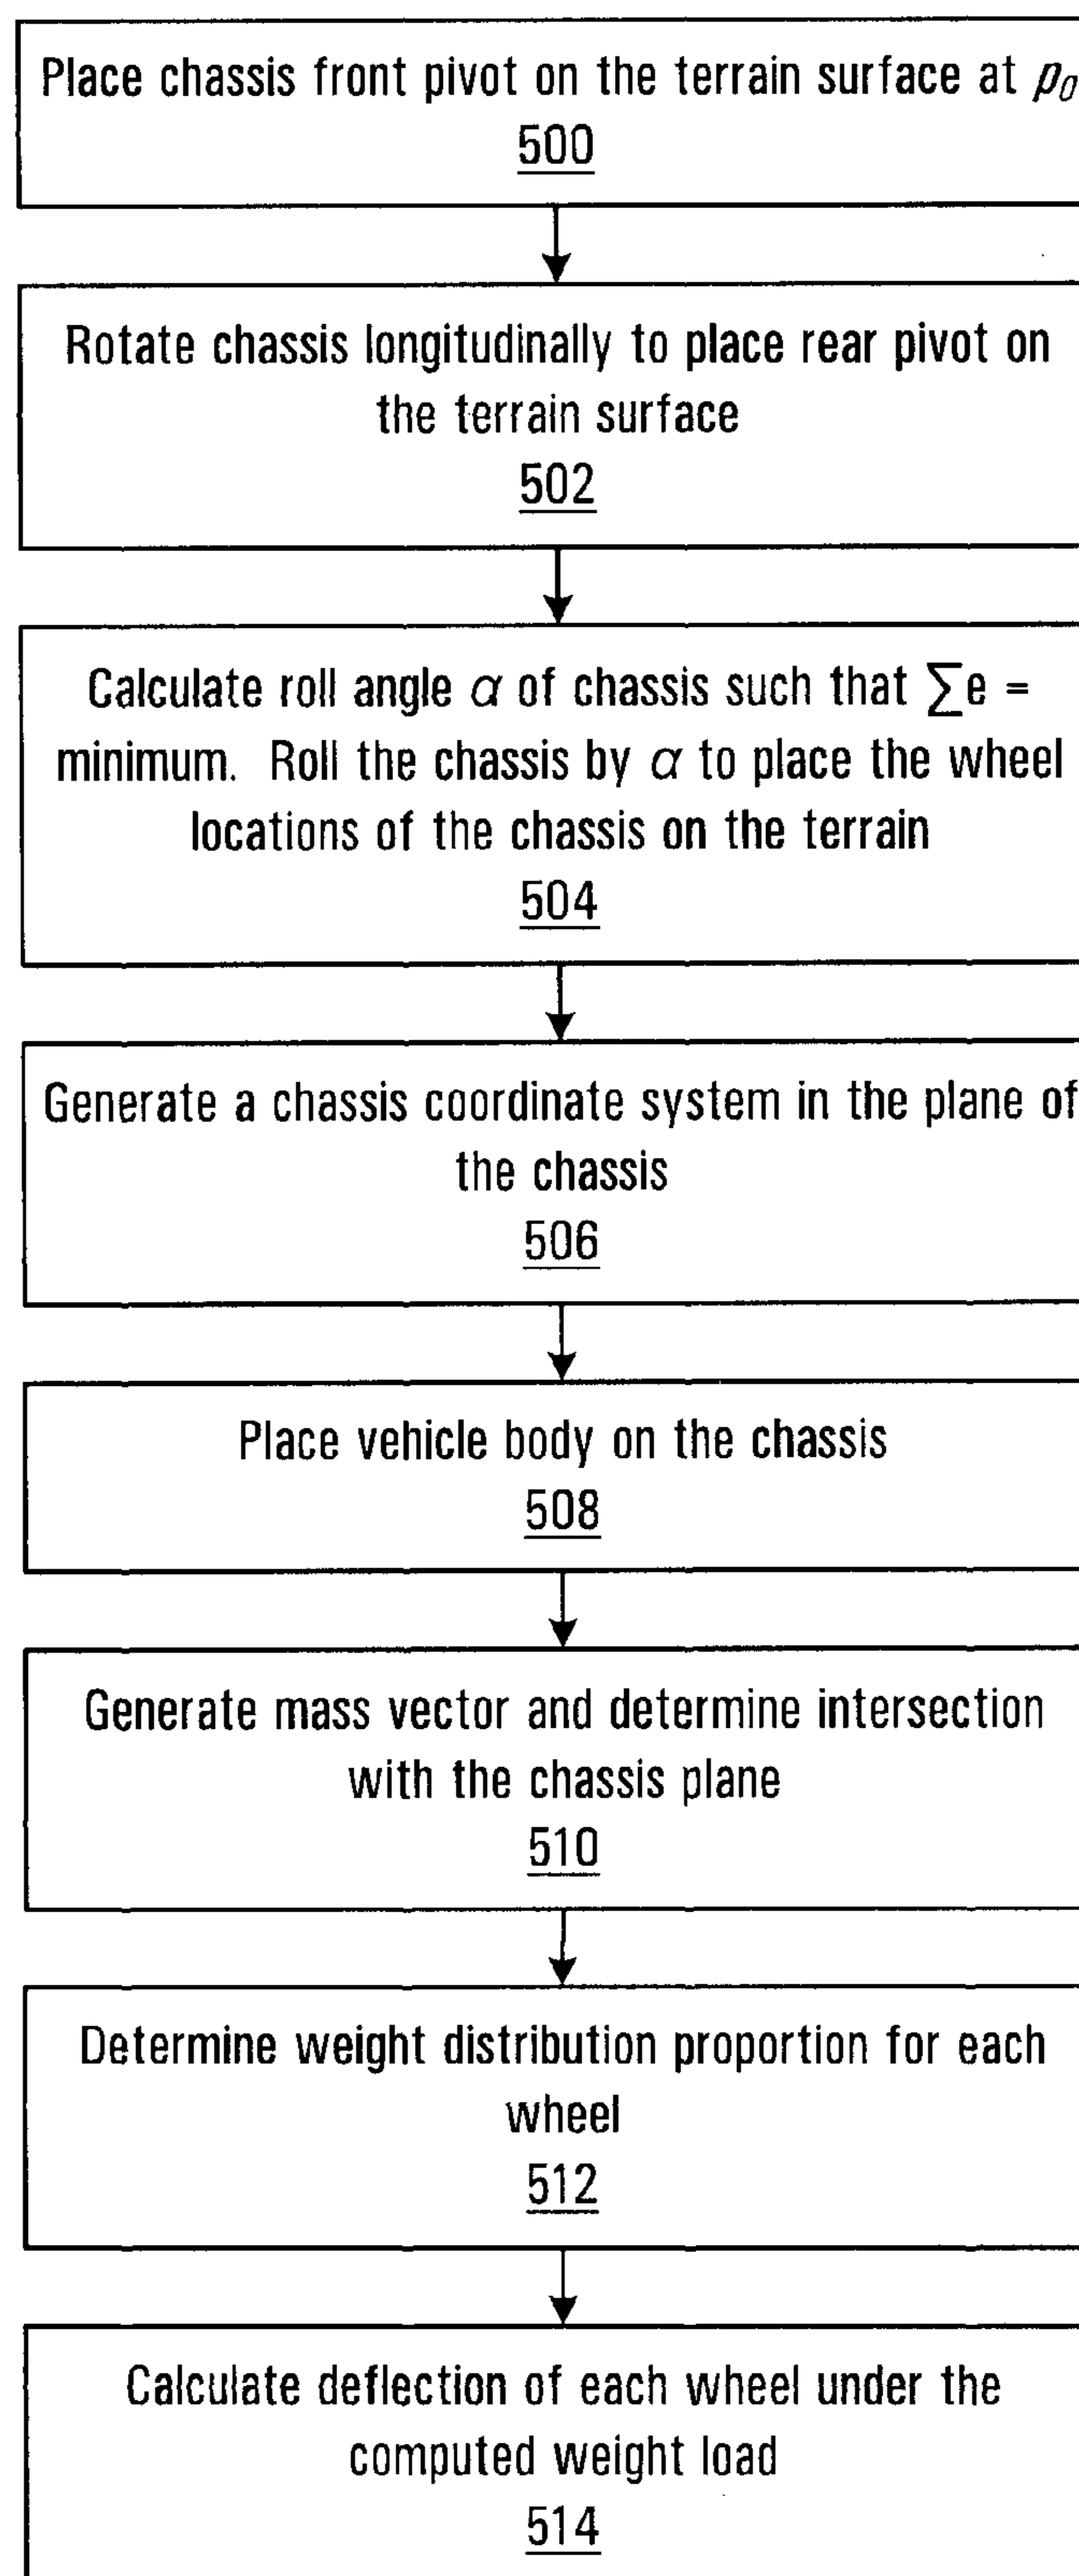 Place chassis front pivot on the terrain surface at p0
500
Rotate chassis longitudinally to place rear pivot on
the terrain surface
502
Calculate roll angle α of chassis such that ∑e =
minimum. Roll the chassis by α to place the wheel
locations of the chassis on the terrain
504
Generate a chassis coordinate system in the plane of
the chassis
506
Place vehicle body on the chassis
508
Generate mass vector and determine intersection
with the chassis plane
510
Determine weight distribution proportion for each
wheel
512
Calculate deflection of each wheel under the
computed weight load
514